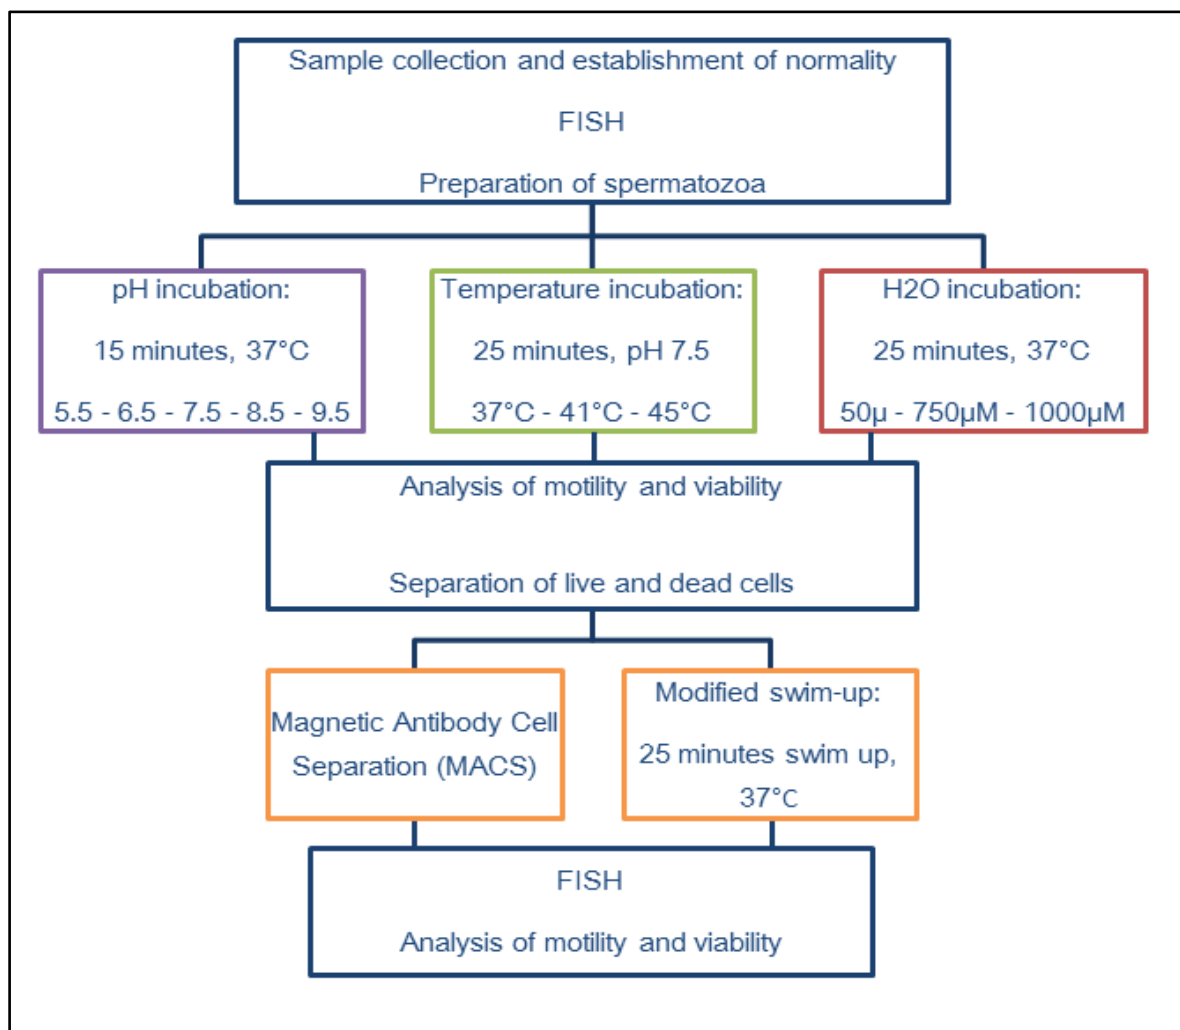 Sample collection and establishment of normality
FISH
Preparation of spermatozoa
pH incubation:
15 minutes, 37°C
5.5 - 6.5 - 7.5 - 8.5 - 9.5
Temperature incubation:
25 minutes, pH 7.5
37°C - 41°C - 45°C
H2O incubation:
25 minutes, 37°C
50µ - 750µM - 1000µM
Analysis of motility and viability
Separation of live and dead cells
Magnetic Antibody Cell
Separation (MACS)
Modified swim-up:
25 minutes swim up,
37°C
FISH
Analysis of motility and viability